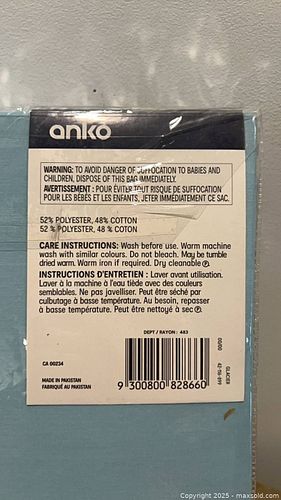 anko
WARNING: TO AVOID DANGER OF SUFFOCATION TO BABIES AND
CHILDREN, DISPOSE OF THIS BAG IMMEDIATELY.
AVERTISSEMENT : POUR ÉVITER TOUT RISQUE DE SUFFOCATION
POUR LES BÉBÉS ET LES ENFANTS, JETER IMMEDIATEMENT CE SAC.
52% POLYESTER, 48% COTTON
52 % POLYESTER, 48 % COTON
CARE INSTRUCTIONS: Wash before use. Warm machine
wash with similar colours. Do not bleach. May be tumble
dried warm. Warm iron if required. Dry cleanable Ⓟ.
INSTRUCTIONS D'ENTRETIEN : Laver avant utilisation.
Laver à la machine à l'eau tiède avec des couleurs
semblables. Ne pas javelliser. Peut être séché par
culbutage à basse température. Au besoin, repasser
à basse température. Peut être nettoyé à sec Ⓟ.
DEPT / RAYON : 483
CA 00234
MADE IN PAKISTAN
FABRIQUÉ AU PAKISTAN
9 300800 828660
GLACIER
Copyright © 2025 - maxsold.com